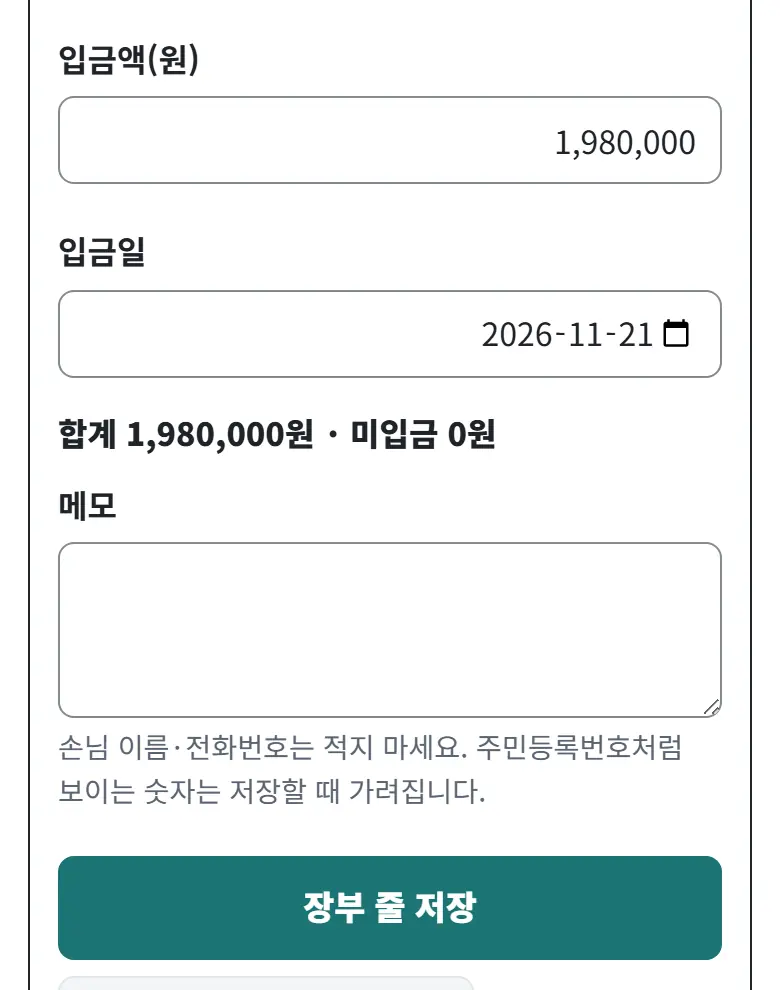 입금액(원)
1,980,000
입금일
2026-11-21
합계 1,980,000원 · 미입금 0원
메모
손님 이름·전화번호는 적지 마세요. 주민등록번호처럼
보이는 숫자는 저장할 때 가려집니다.
장부 줄 저장